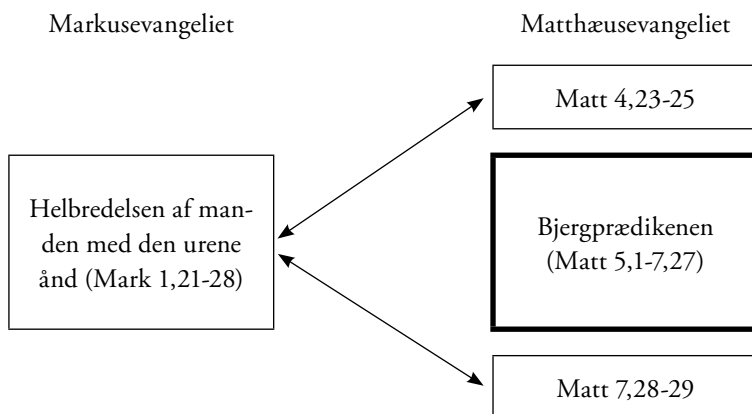 Markusevangeliet
Matthæusevangeliet
Matt 4,23-25
Helbredelsen af man-
den med den urene
ånd (Mark 1,21-28)
Bjergprædikenen
(Matt 5,1-7,27)
Matt 7,28-29